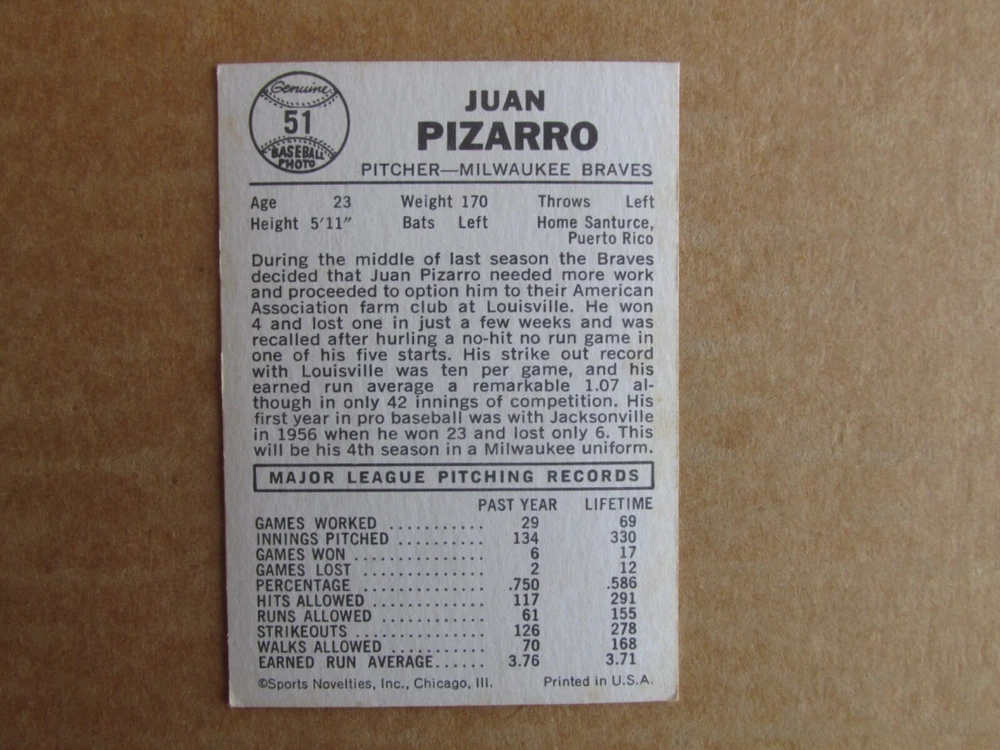 Genuine
51
BASEBALL
PHOTO
JUAN
PIZARRO
PITCHER—MILWAUKEE BRAVES
Age 23 Weight 170 Throws Left
Height 5'11" Bats Left Home Santurce,
Puerto Rico
During the middle of last season the Braves
decided that Juan Pizarro needed more work
and proceeded to option him to their American
Association farm club at Louisville. He won
4 and lost one in just a few weeks and was
recalled after hurling a no-hit no run game in
one of his five starts. His strike out record
with Louisville was ten per game, and his
earned run average a remarkable 1.07 al-
though in only 42 innings of competition. His
first year in pro baseball was with Jacksonville
in 1956 when he won 23 and lost only 6. This
will be his 4th season in a Milwaukee uniform.
MAJOR LEAGUE PITCHING RECORDS
PAST YEAR LIFETIME
GAMES WORKED ........... 29 69
INNINGS PITCHED .......... 134 330
GAMES WON ............... 6 17
GAMES LOST .............. 2 12
PERCENTAGE ............... .750 .586
HITS ALLOWED ............. 117 291
RUNS ALLOWED ............ 61 155
STRIKEOUTS ............... 126 278
WALKS ALLOWED ........... 70 168
EARNED RUN AVERAGE...... 3.76 3.71
©Sports Novelties, Inc., Chicago, Ill. Printed in U.S.A.